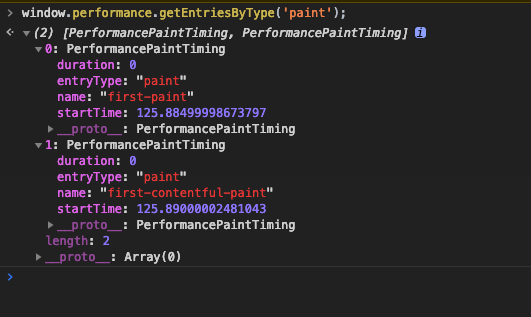 > window.performance.getEntriesByType('paint');
< ▼(2) [PerformancePaintTiming, PerformancePaintTiming] i
▼0: PerformancePaintTiming
duration: 0
entryType: "paint"
name: "first-paint"
startTime: 125.88499998673797
▶__proto__: PerformancePaintTiming
▼1: PerformancePaintTiming
duration: 0
entryType: "paint"
name: "first-contentful-paint"
startTime: 125.89000002481043
▶__proto__: PerformancePaintTiming
length: 2
▶__proto__: Array(0)
>